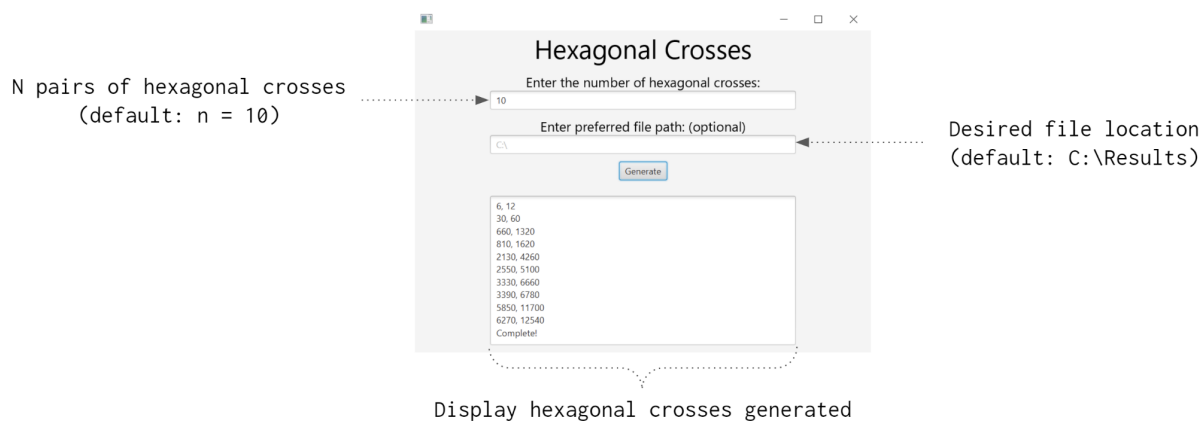 Hexagonal Crosses
N pairs of hexagonal crosses
(default: n = 10)
Enter the number of hexagonal crosses:
10
Enter preferred file path: (optional)
C:\
Desired file location
(default: C:\Results)
Generate
6, 12
30, 60
660, 1320
810, 1620
2130, 4260
2550, 5100
3330, 6660
3390, 6780
5850, 11700
6270, 12540
Complete!
Display hexagonal crosses generated